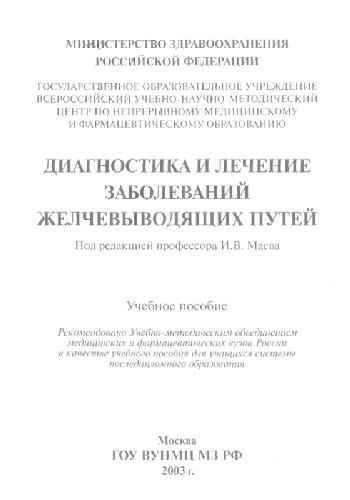 МИНИСТЕРСТВО ЗДРАВООХРАНЕНИЯ
РОССИЙСКОЙ ФЕДЕРАЦИИ
ГОСУДАРСТВЕННОЕ ОБРАЗОВАТЕЛЬНОЕ УЧРЕЖДЕНИЕ
ВСЕРОССИЙСКИЙ УЧЕБНО-НАУЧНО-МЕТОДИЧЕСКИЙ
ЦЕНТР ПО НЕПРЕРЫВНОМУ МЕДИЦИНСКОМУ
И ФАРМАЦЕВТИЧЕСКОМУ ОБРАЗОВАНИЮ
ДИАГНОСТИКА И ЛЕЧЕНИЕ
ЗАБОЛЕВАНИЙ
ЖЕЛЧЕВЫВОДЯЩИХ ПУТЕЙ
Под редакцией профессора И.В. Маева
Учебное пособие
Рекомендовано Учебно-методическим объединением
медицинских и фармацевтических вузов России
в качестве учебного пособия для учащихся системы
последипломного образования
Москва
ГОУ ВУНМЦ МЗ РФ
2003 г.